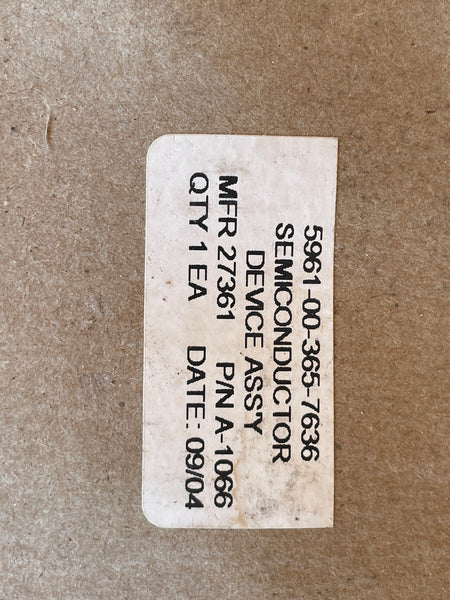 5961-00-365-7636
SEMICONDUCTOR
DEVICE ASS'Y
MFR 27361 P/N A-1066
QTY 1 EA DATE: 09/04